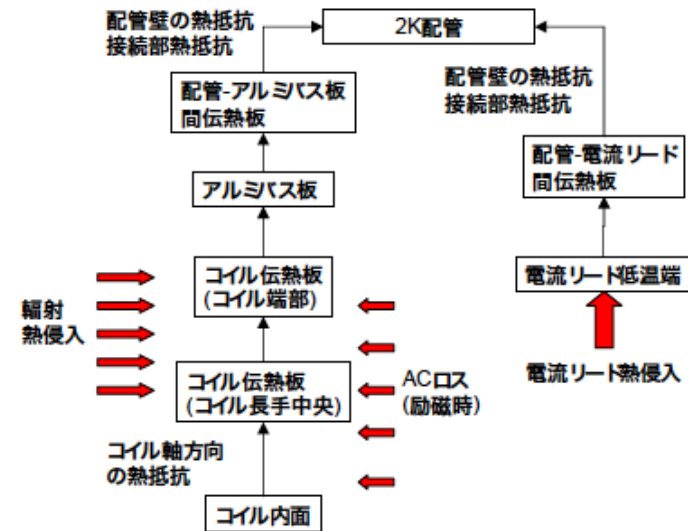 配管壁の熱抵抗
接続部熱抵抗
2K配管
配管壁の熱抵抗
接続部熱抵抗
配管-アルミバス板
間伝熱板
配管-電流リード
間伝熱板
アルミバス板
コイル伝熱板
(コイル端部)
電流リード低温端
輻射
熱侵入
コイル伝熱板
(コイル長手中央)
ACロス
(励磁時)
電流リード熱侵入
コイル軸方向
の熱抵抗
コイル内面